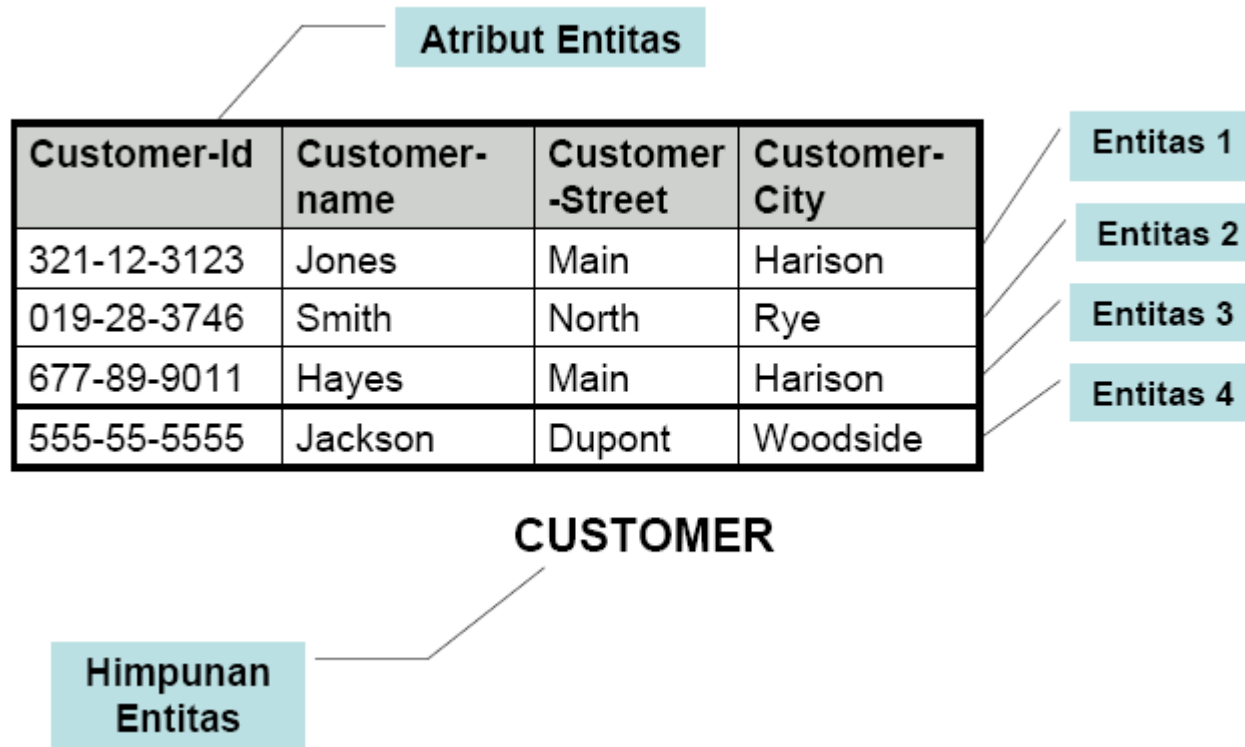 Atribut Entitas
Customer-Id Customer-name Customer-Street Customer-City
321-12-3123 Jones Main Harison
019-28-3746 Smith North Rye
677-89-9011 Hayes Main Harison
555-55-5555 Jackson Dupont Woodside
Entitas 1
Entitas 2
Entitas 3
Entitas 4
CUSTOMER
Himpunan
Entitas